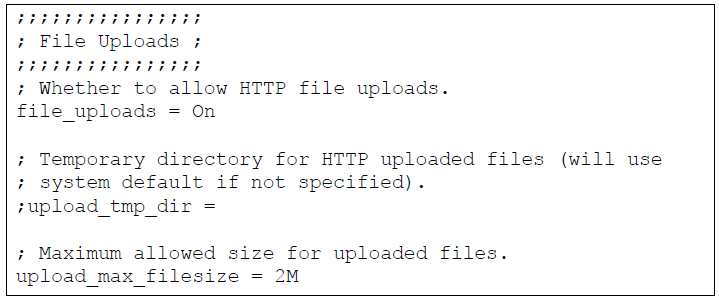 ;;;;;;;;;;;;;;;;
; File Uploads ;
;;;;;;;;;;;;;;;;
; Whether to allow HTTP file uploads.
file_uploads = On
; Temporary directory for HTTP uploaded files (will use
; system default if not specified).
;upload_tmp_dir =
; Maximum allowed size for uploaded files.
upload_max_filesize = 2M